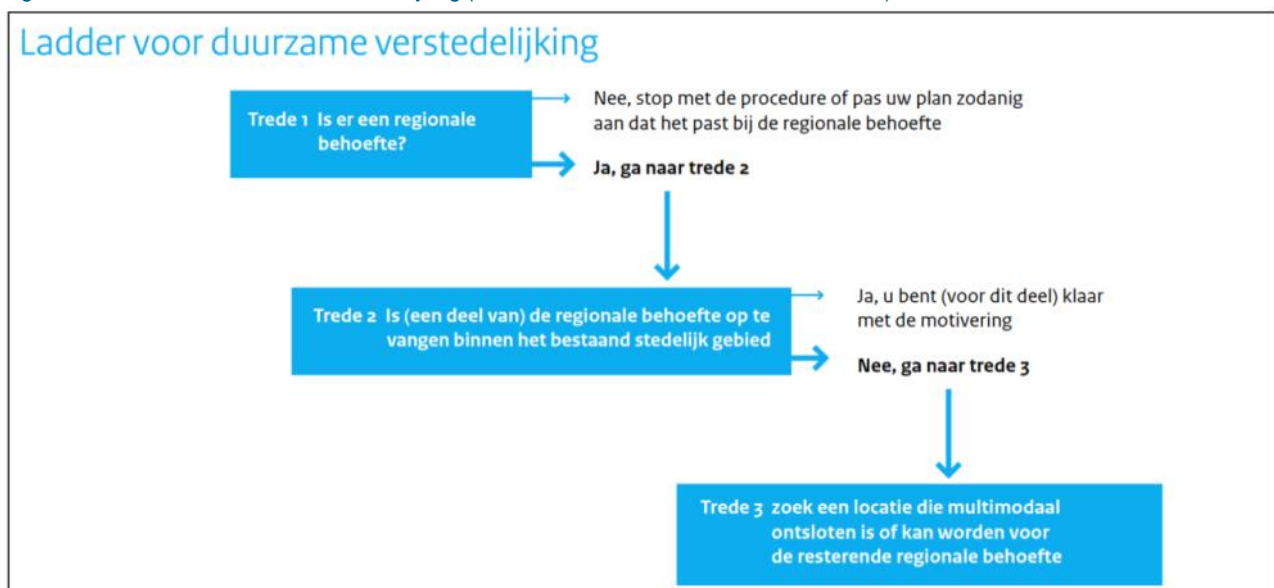 Ladder voor duurzame verstedelijking
Trede 1 Is er een regionale
behoefte?
Nee, stop met de procedure of pas uw plan zodanig
aan dat het past bij de regionale behoefte
Ja, ga naar trede 2
Trede 2 Is (een deel van) de regionale behoefte op te
vangen binnen het bestaand stedelijk gebied
Ja, u bent (voor dit deel) klaar
met de motivering
Nee, ga naar trede 3
Trede 3 zoek een locatie die multimodaal
ontsloten is of kan worden voor
de resterende regionale behoefte